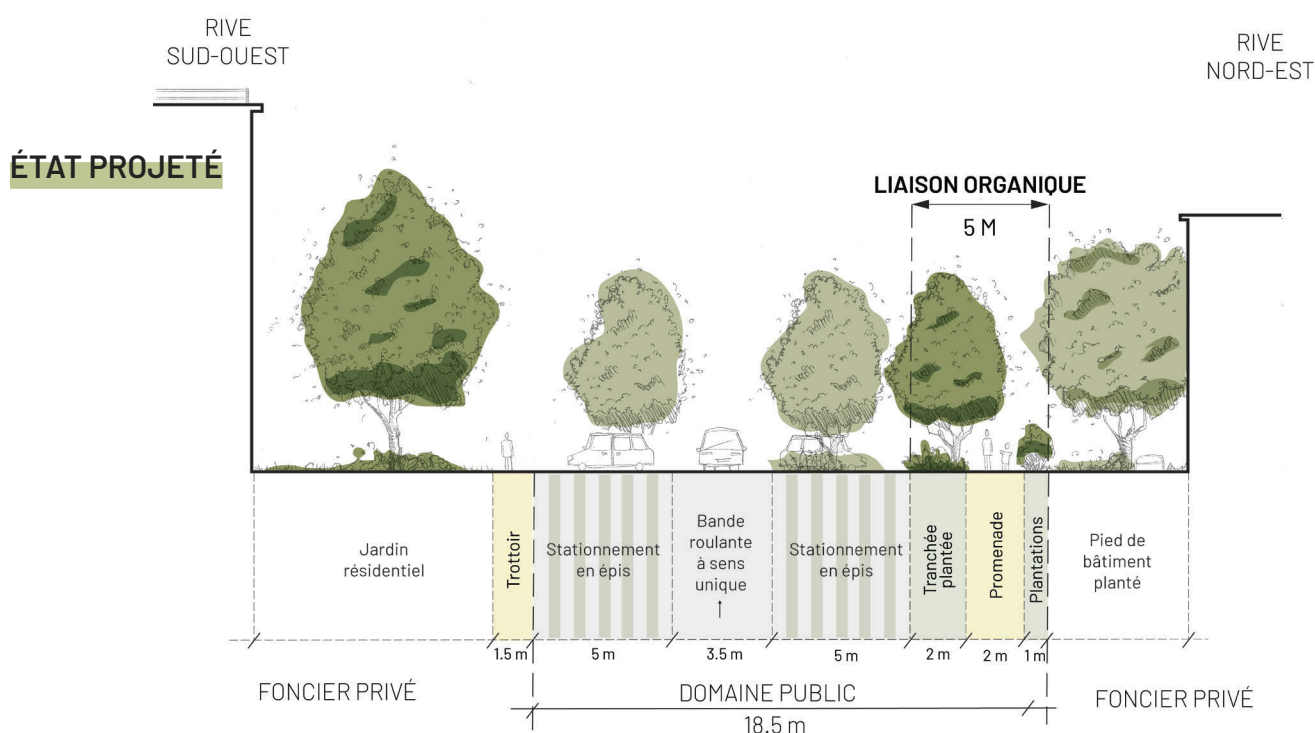 RIVE
SUD-OUEST
RIVE
NORD-EST
ÉTAT PROJETÉ
LIAISON ORGANIQUE
5 M
Jardin
résidentiel
Trottoir
Stationnement
en épis
Bande
roulante
à sens
unique
↑
Stationnement
en épis
Tranchée
plantée
Promenade
Plantations
Pied de
bâtiment
planté
1.5 m
5 m
3.5 m
5 m
2 m
2 m
1 m
FONCIER PRIVÉ
DOMAINE PUBLIC
FONCIER PRIVÉ
18.5 m